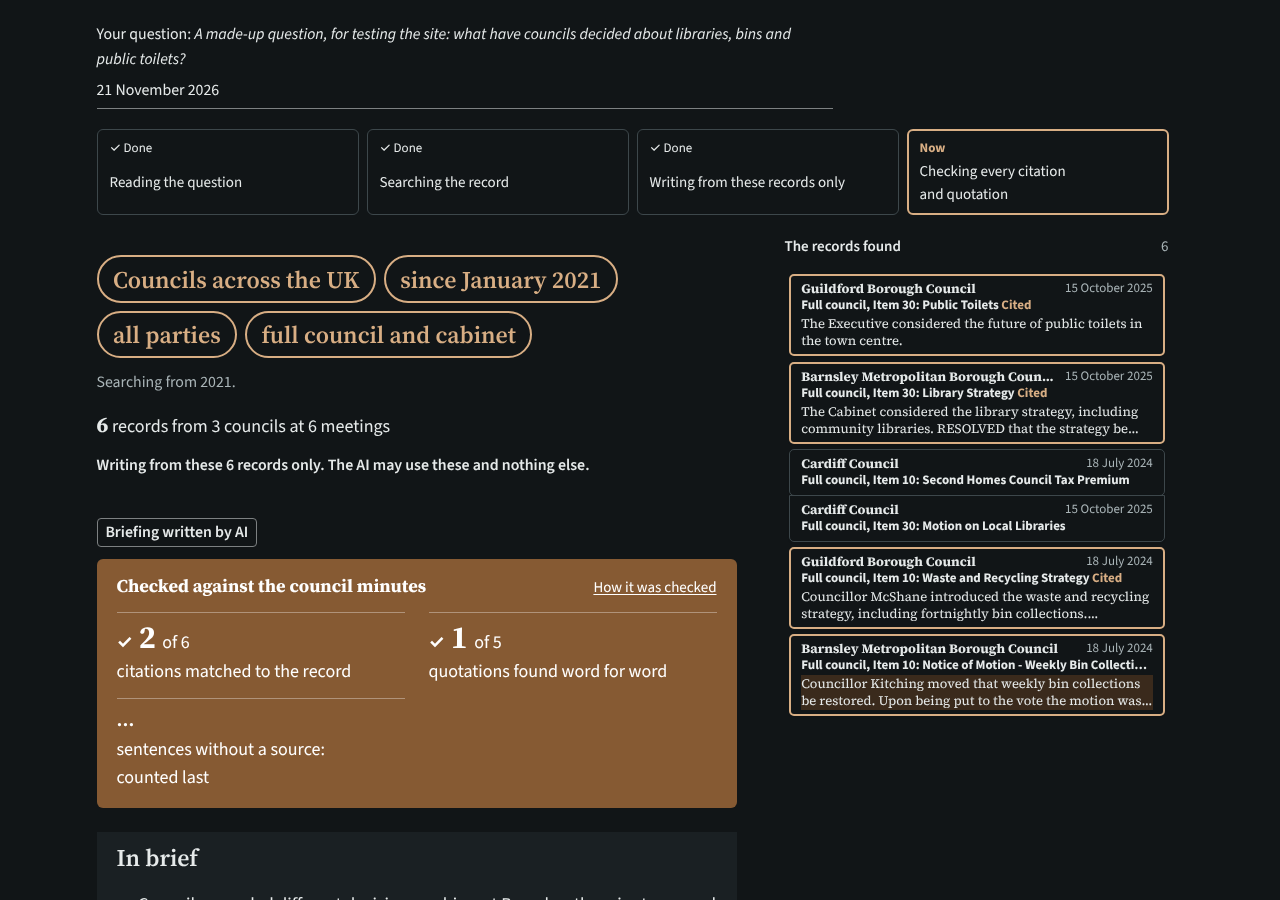 Your question: A made-up question, for testing the site: what have councils decided about libraries, bins and
public toilets?
21 November 2026
✓ Done
Reading the question
✓ Done
Searching the record
✓ Done
Writing from these records only
Now
Checking every citation
and quotation
Councils across the UK
since January 2021
all parties
full council and cabinet
Searching from 2021.
6 records from 3 councils at 6 meetings
Writing from these 6 records only. The AI may use these and nothing else.
Briefing written by AI
Checked against the council minutes
How it was checked
✓ 2 of 6
citations matched to the record
✓ 1 of 5
quotations found word for word
...
sentences without a source:
counted last
In brief
The records found
6
Guildford Borough Council 15 October 2025
Full council, Item 30: Public Toilets Cited
The Executive considered the future of public toilets in
the town centre.
Barnsley Metropolitan Borough Coun... 15 October 2025
Full council, Item 30: Library Strategy Cited
The Cabinet considered the library strategy, including
community libraries. RESOLVED that the strategy be...
Cardiff Council 18 July 2024
Full council, Item 10: Second Homes Council Tax Premium
Cardiff Council 15 October 2025
Full council, Item 30: Motion on Local Libraries
Guildford Borough Council 18 July 2024
Full council, Item 10: Waste and Recycling Strategy Cited
Councillor McShane introduced the waste and recycling
strategy, including fortnightly bin collections....
Barnsley Metropolitan Borough Council 18 July 2024
Full council, Item 10: Notice of Motion - Weekly Bin Collecti...
Councillor Kitching moved that weekly bin collections
be restored. Upon being put to the vote the motion was...